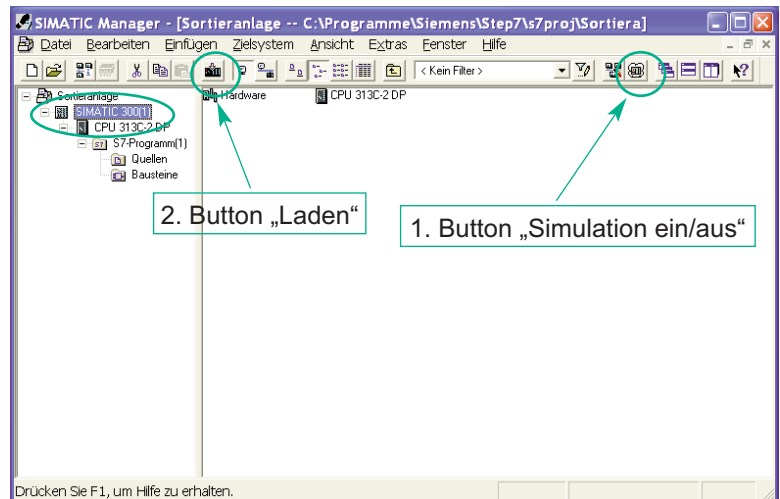 SIMATIC Manager - [Sortieranlage -- C:\Programme\Siemens\Step7\s7proj\Sortiera]
Datei Bearbeiten Einfügen Zielsystem Ansicht Extras Fenster Hilfe
< Kein Filter >
Sortieranlage
SIMATIC 300(1)
CPU 313C-2 DP
S7-Programm(1)
Quellen
Bausteine
Hardware CPU 313C-2 DP
2. Button „Laden“
1. Button „Simulation ein/aus“
Drücken Sie F1, um Hilfe zu erhalten.